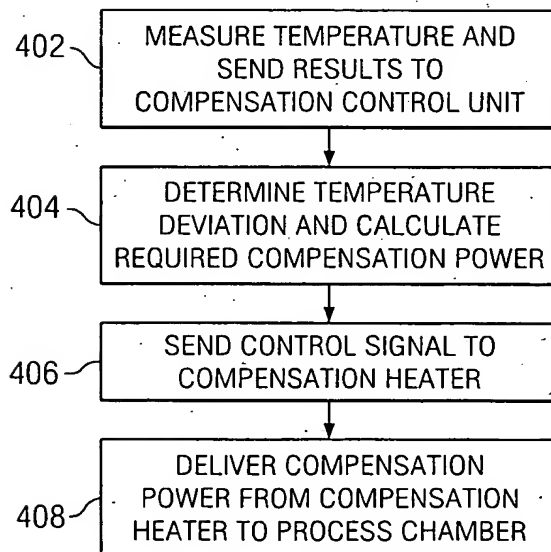 402
MEASURE TEMPERATURE AND
SEND RESULTS TO
COMPENSATION CONTROL UNIT
404
DETERMINE TEMPERATURE
DEVIATION AND CALCULATE
REQUIRED COMPENSATION POWER
406
SEND CONTROL SIGNAL TO
COMPENSATION HEATER
408
DELIVER COMPENSATION
POWER FROM COMPENSATION
HEATER TO PROCESS CHAMBER